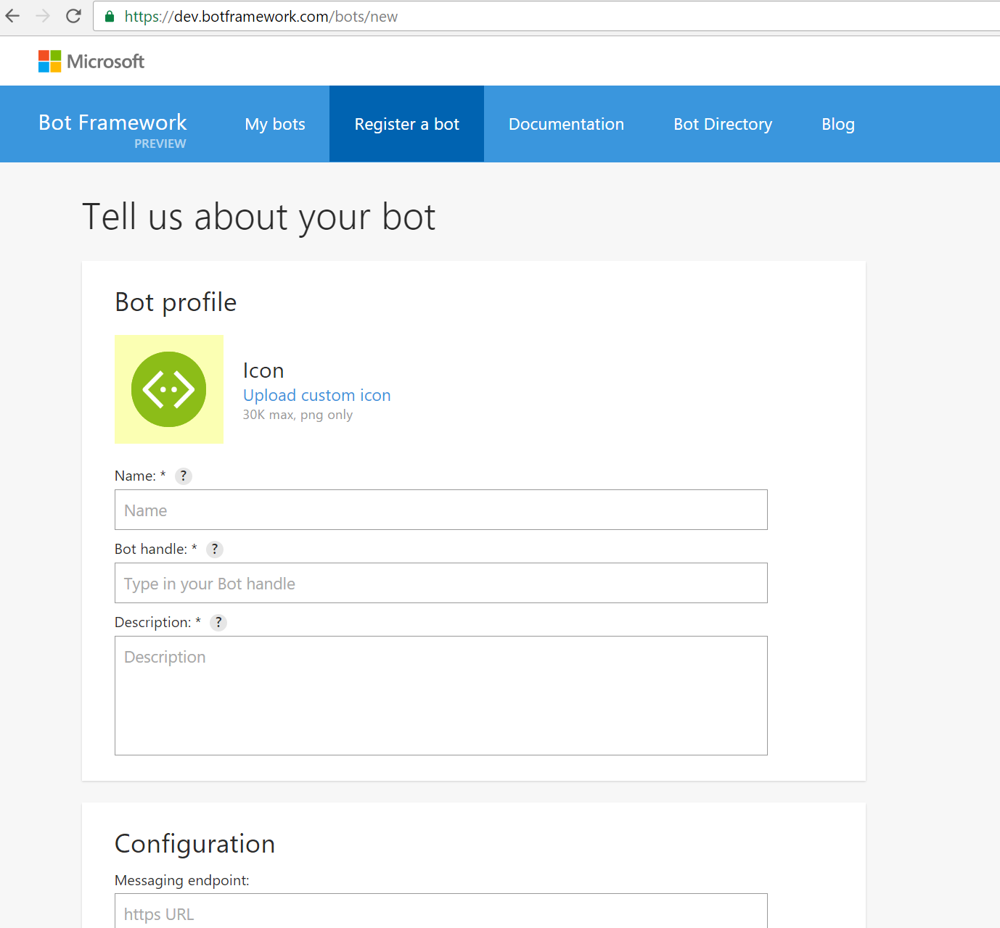 https://dev.botframework.com/bots/new
Microsoft
Bot Framework
PREVIEW
My bots
Register a bot
Documentation
Bot Directory
Blog
Tell us about your bot
Bot profile
Icon
Upload custom icon
30K max, png only
Name: * ?
Name
Bot handle: * ?
Type in your Bot handle
Description: * ?
Description
Configuration
Messaging endpoint:
https URL